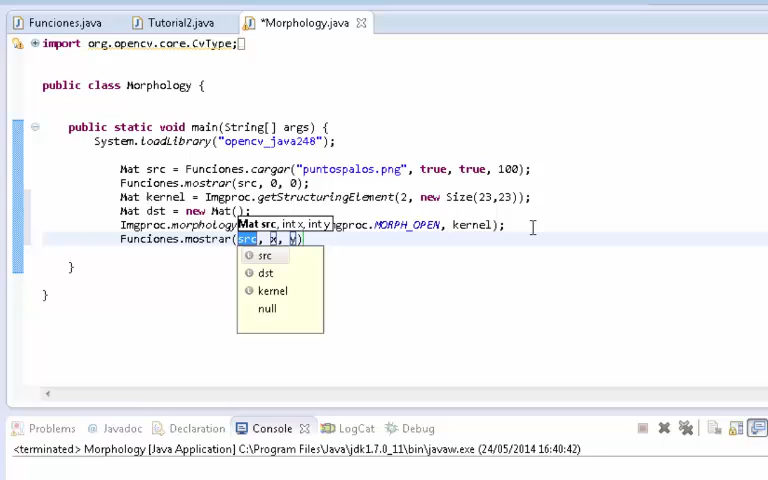 Funciones.java Tutorial2.java *Morphology.java
import org.opencv.core.CvType;
public class Morphology {
public static void main(String[] args) {
System.loadLibrary("opencv_java248");
Mat src = Funciones.cargar("puntospalos.png", true, true, 100);
Funciones.mostrar(src, 0, 0);
Mat kernel = Imgproc.getStructuringElement(2, new Size(23,23));
Mat dst = new Mat();
Mat src, int x, int y
Imgproc.morphology mgproc.MORPH_OPEN, kernel);
Funciones.mostrar(src, x, y)
src
dst
kernel
null
}
}
Problems @ Javadoc Declaration Console LogCat Debug
<terminated> Morphology [Java Application] C:\Program Files\Java\jdk1.7.0_11\bin\javaw.exe (24/05/2014 16:40:42)